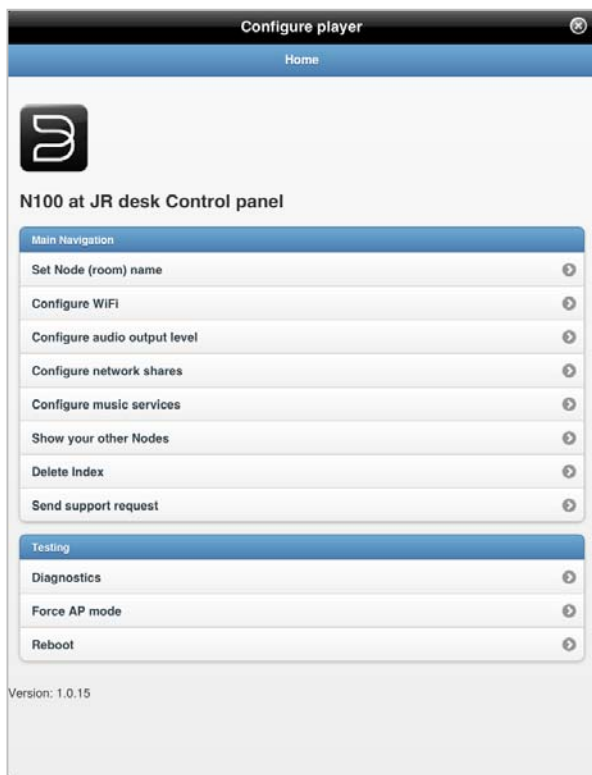 Configure player
Home
N100 at JR desk Control panel
Main Navigation
Set Node (room) name
Configure WiFi
Configure audio output level
Configure network shares
Configure music services
Show your other Nodes
Delete Index
Send support request
Testing
Diagnostics
Force AP mode
Reboot
Version: 1.0.15